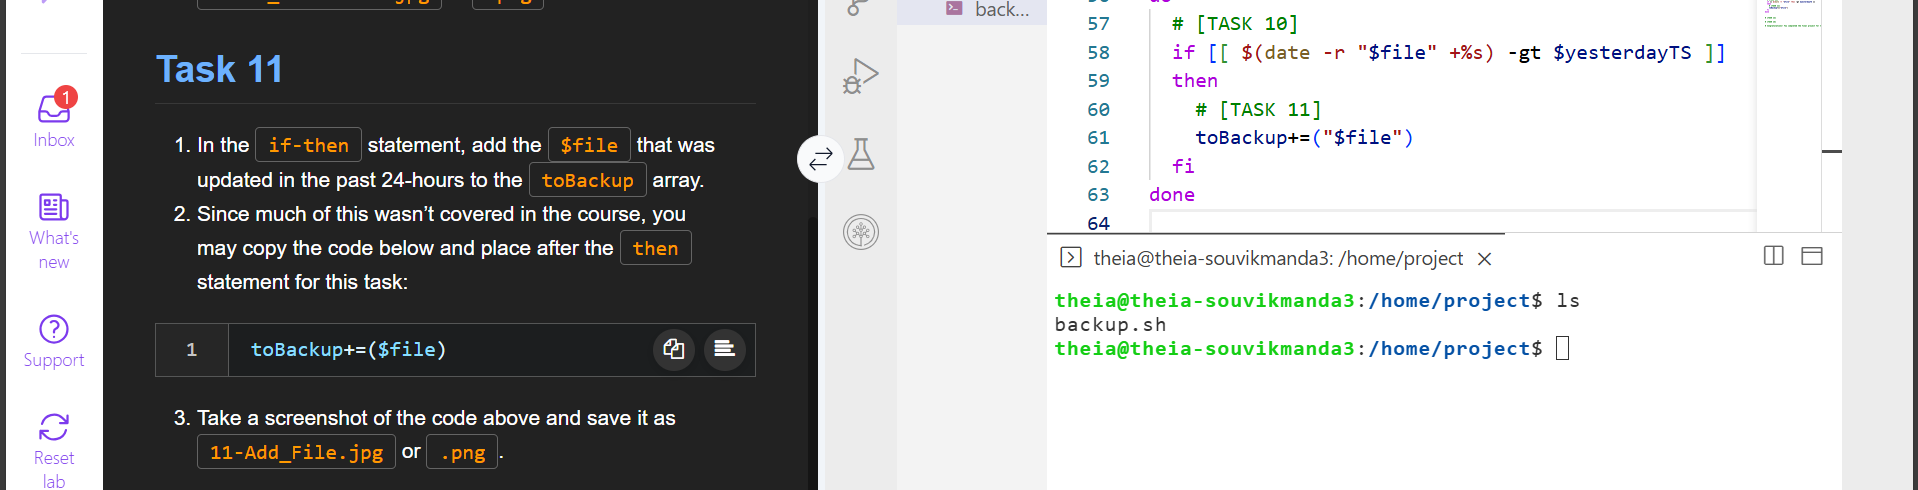 Task 11
1. In the if-then statement, add the $file that was
updated in the past 24-hours to the toBackup array.
2. Since much of this wasn't covered in the course, you
may copy the code below and place after the then
statement for this task:
1 toBackup+=($file)
3. Take a screenshot of the code above and save it as
11-Add_File.jpg or .png.
1
Inbox
What's
new
Support
Reset
lab
back...
57 # [TASK 10]
58 if [[ $(date -r "$file" +%s) -gt $yesterdayTS ]]
59 then
60 # [TASK 11]
61 toBackup+=("$file")
62 fi
63 done
64
theia@theia-souvikmanda3: /home/project
theia@theia-souvikmanda3:/home/project$ ls
backup.sh
theia@theia-souvikmanda3:/home/project$